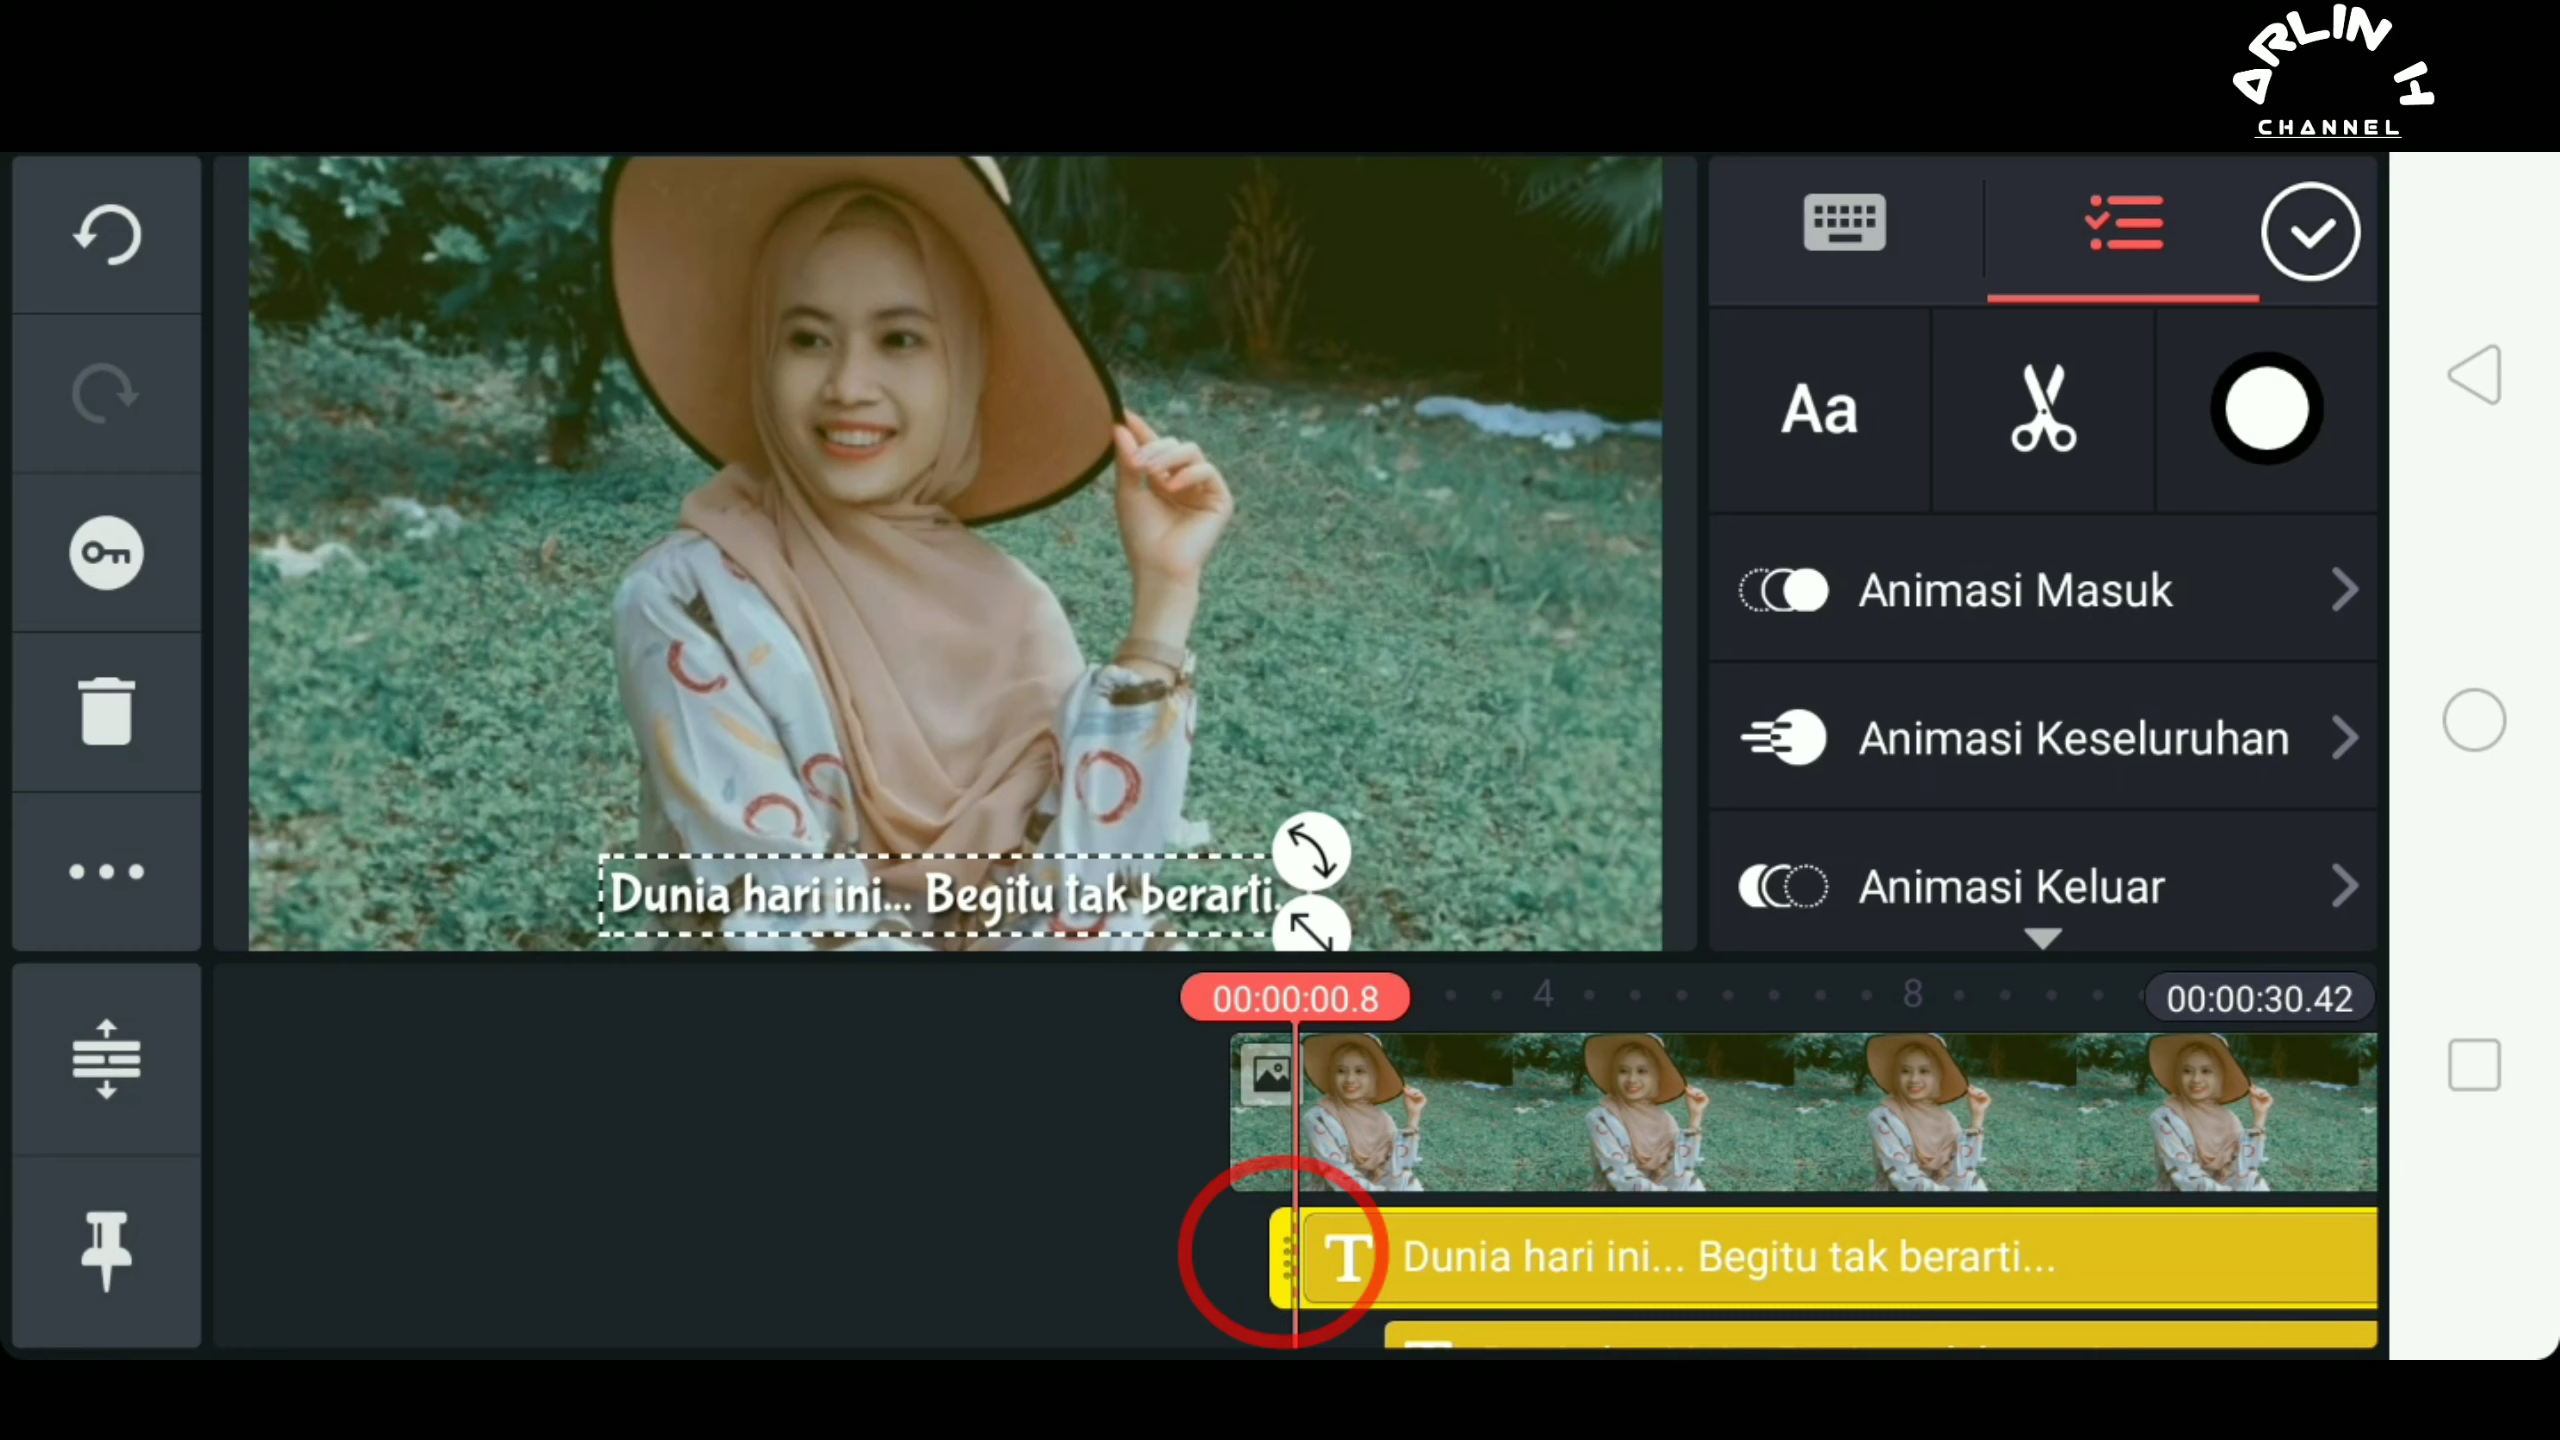 ARLIN H
CHANNEL
Aa
Animasi Masuk
Animasi Keseluruhan
Animasi Keluar
Dunia hari ini... Begitu tak berarti.
00:00:00.8
4
8
00:00:30.42
T Dunia hari ini... Begitu tak berarti...